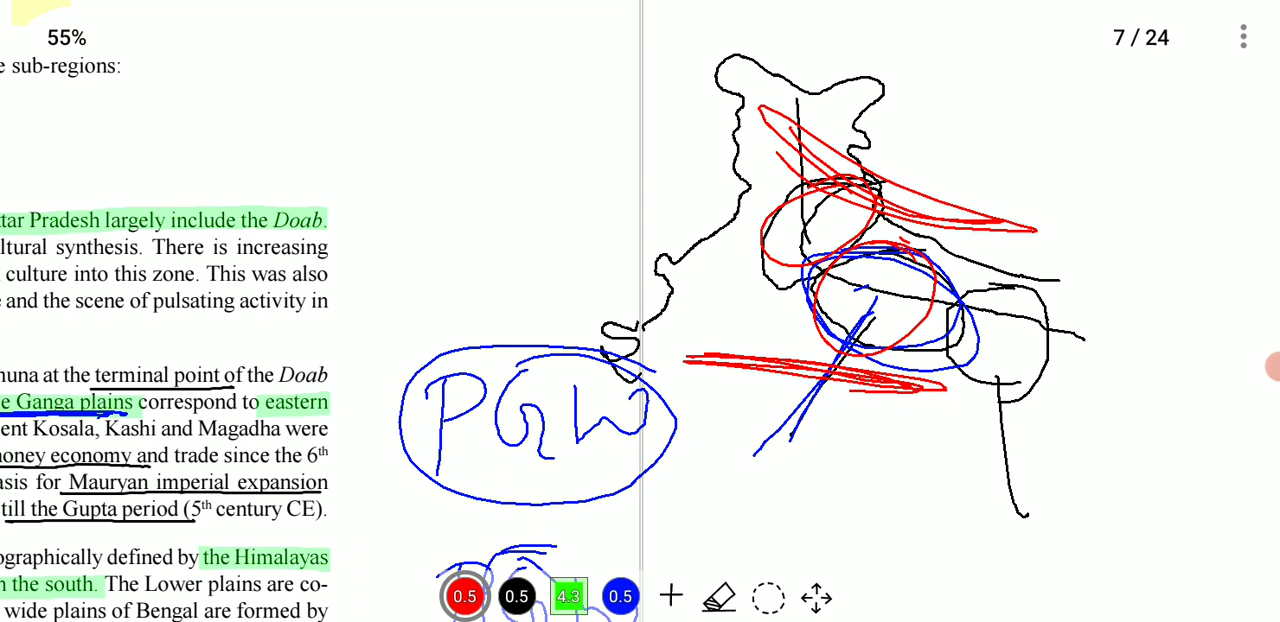 55%
7 / 24
e sub-regions:
ttar Pradesh largely include the Doab.
ltural synthesis. There is increasing
culture into this zone. This was also
e and the scene of pulsating activity in
nuna at the terminal point of the Doab
e Ganga plains correspond to eastern
ent Kosala, Kashi and Magadha were
noney economy and trade since the 6th
asis for Mauryan imperial expansion
till the Gupta period (5th century CE).
PGW
ographically defined by the Himalayas
n the south. The Lower plains are co-
wide plains of Bengal are formed by
0.5 0.5 4.3 0.5